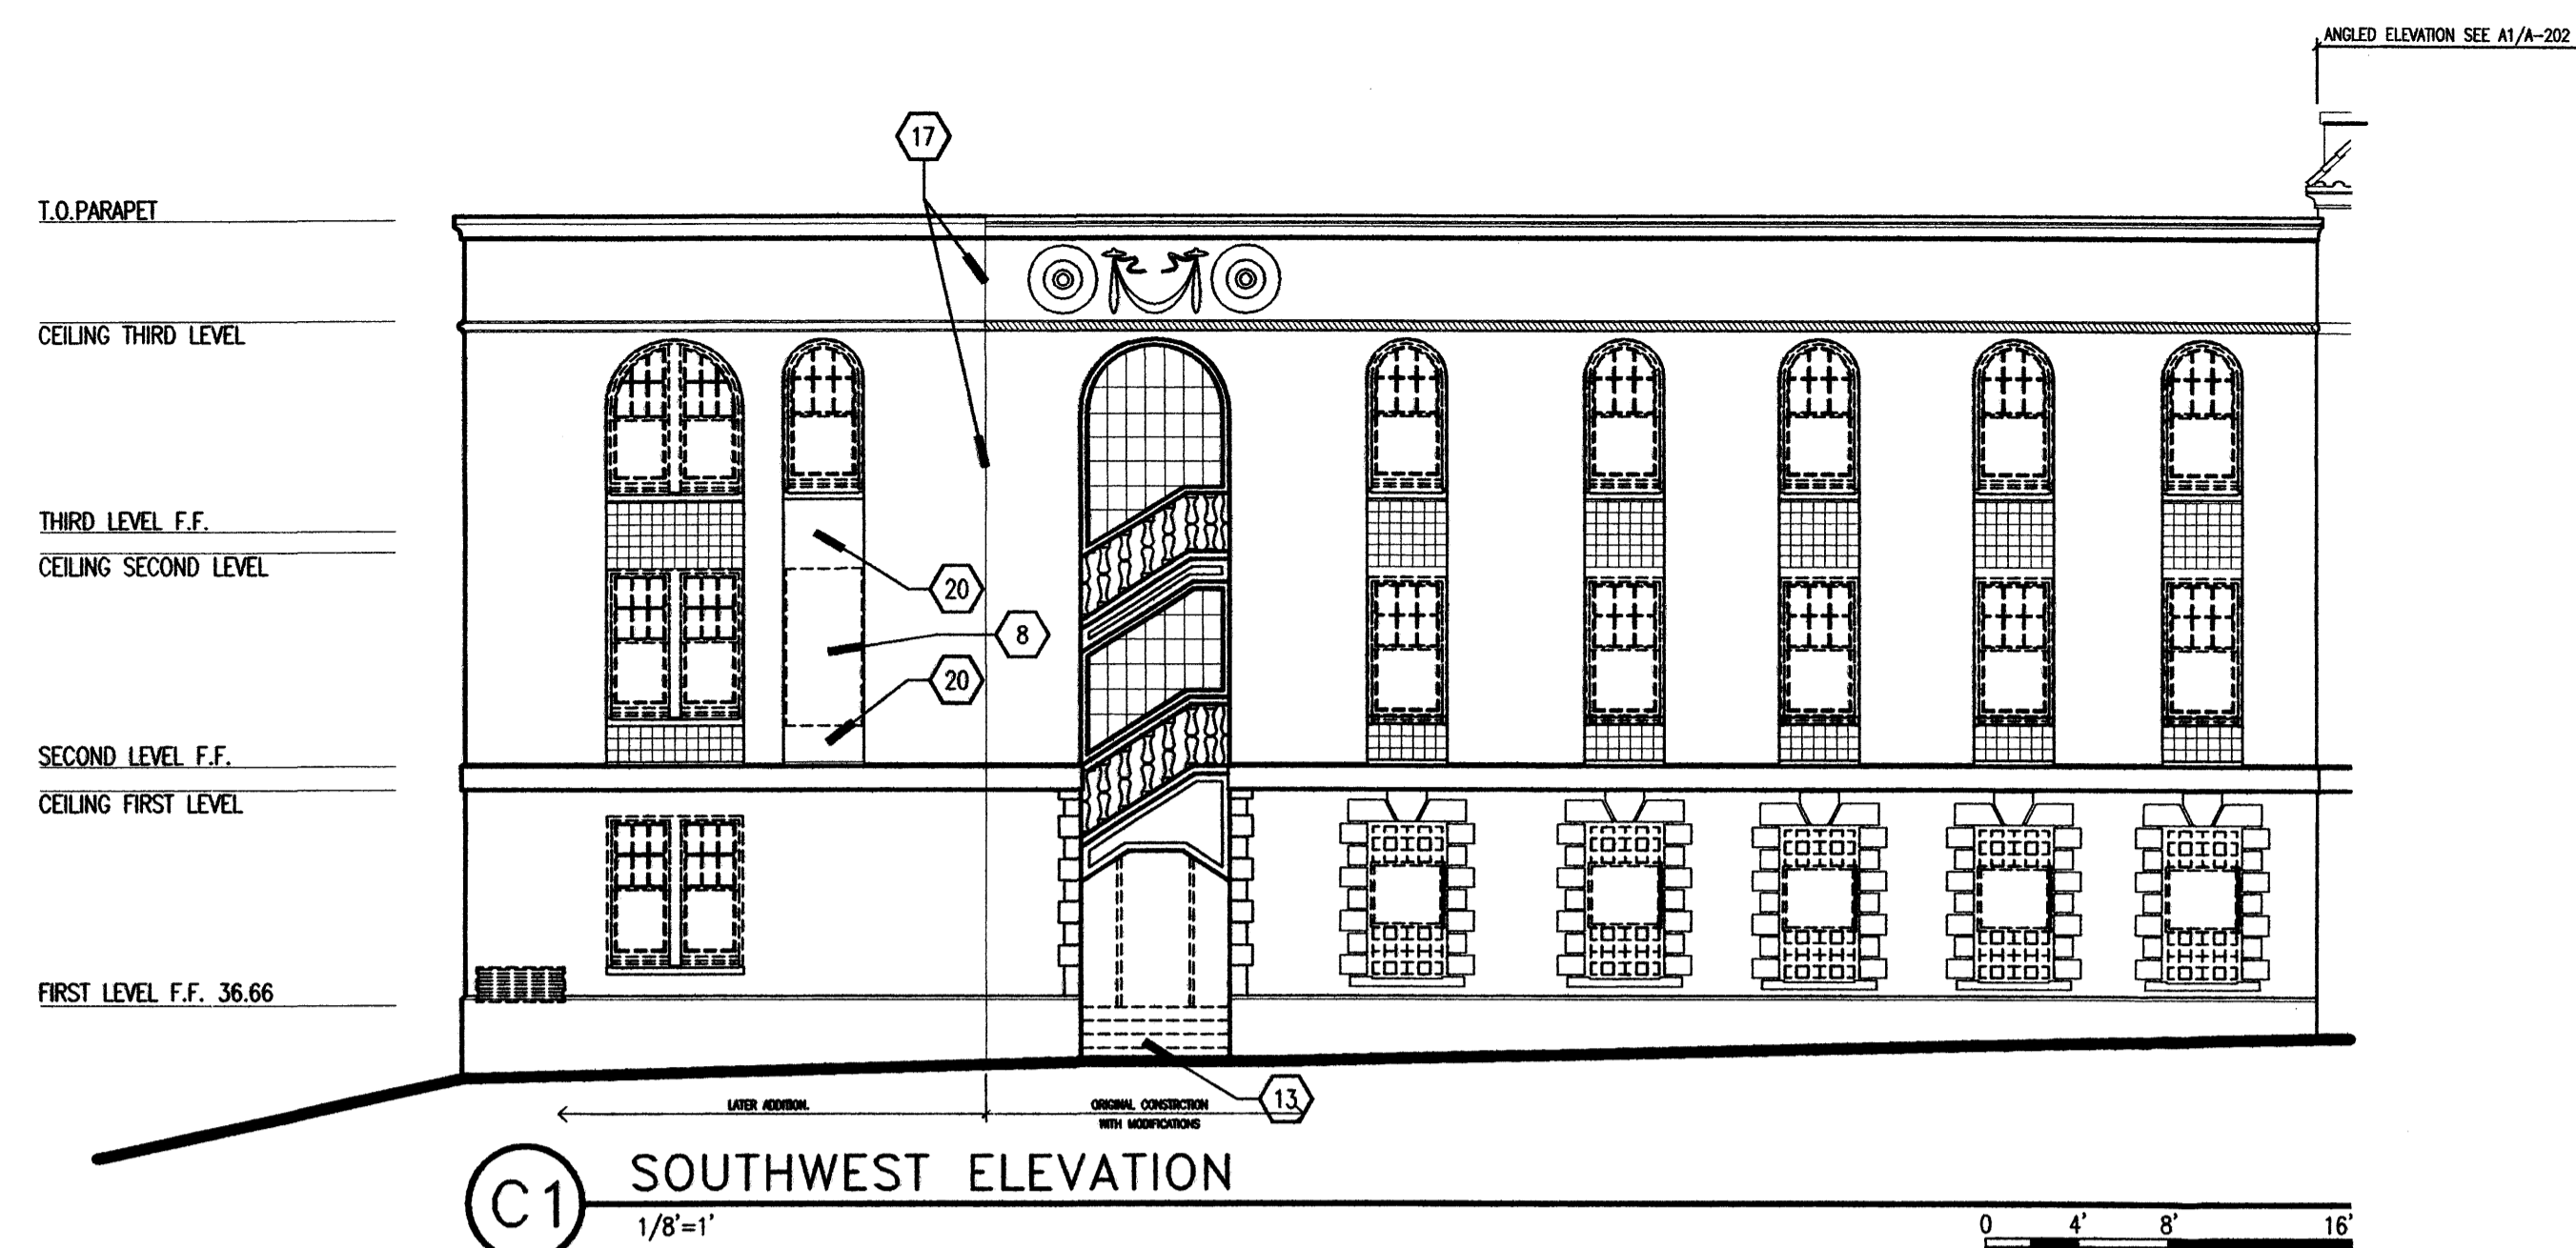 ANGLED ELEVATION SEE A1/A-202
17
T.O.PARAPET
CEILING THIRD LEVEL
THIRD LEVEL F.F.
CEILING SECOND LEVEL
20
8
20
SECOND LEVEL F.F.
CEILING FIRST LEVEL
FIRST LEVEL F.F. 36.66
13
LATER ADDITION.
ORIGINAL CONSTRCTION
WITH MODIFICATIONS
C1
SOUTHWEST ELEVATION
1/8'=1'
0 4' 8' 16'